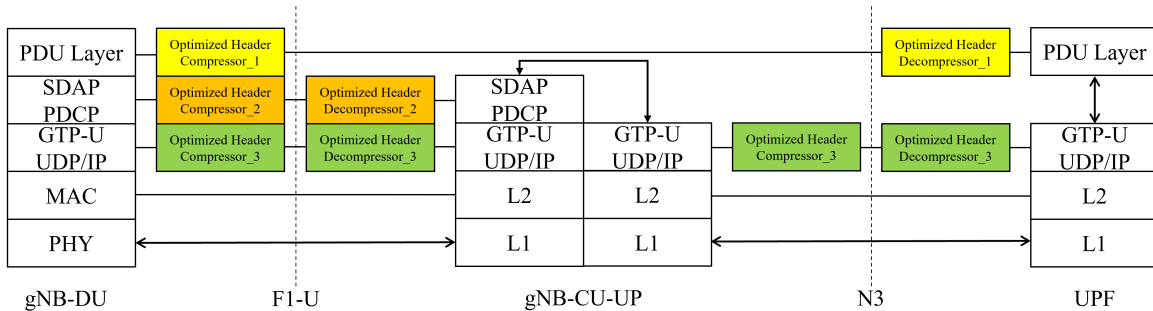 PDU Layer
Optimized Header
Compressor_1
Optimized Header
Decompressor_1
PDU Layer
SDAP
PDCP
Optimized Header
Compressor_2
Optimized Header
Decompressor_2
SDAP
PDCP
GTP-U
UDP/IP
Optimized Header
Compressor_3
Optimized Header
Decompressor_3
GTP-U
UDP/IP
GTP-U
UDP/IP
Optimized Header
Compressor_3
Optimized Header
Decompressor_3
GTP-U
UDP/IP
MAC
L2
L2
L2
PHY
L1
L1
L1
gNB-DU
F1-U
gNB-CU-UP
N3
UPF